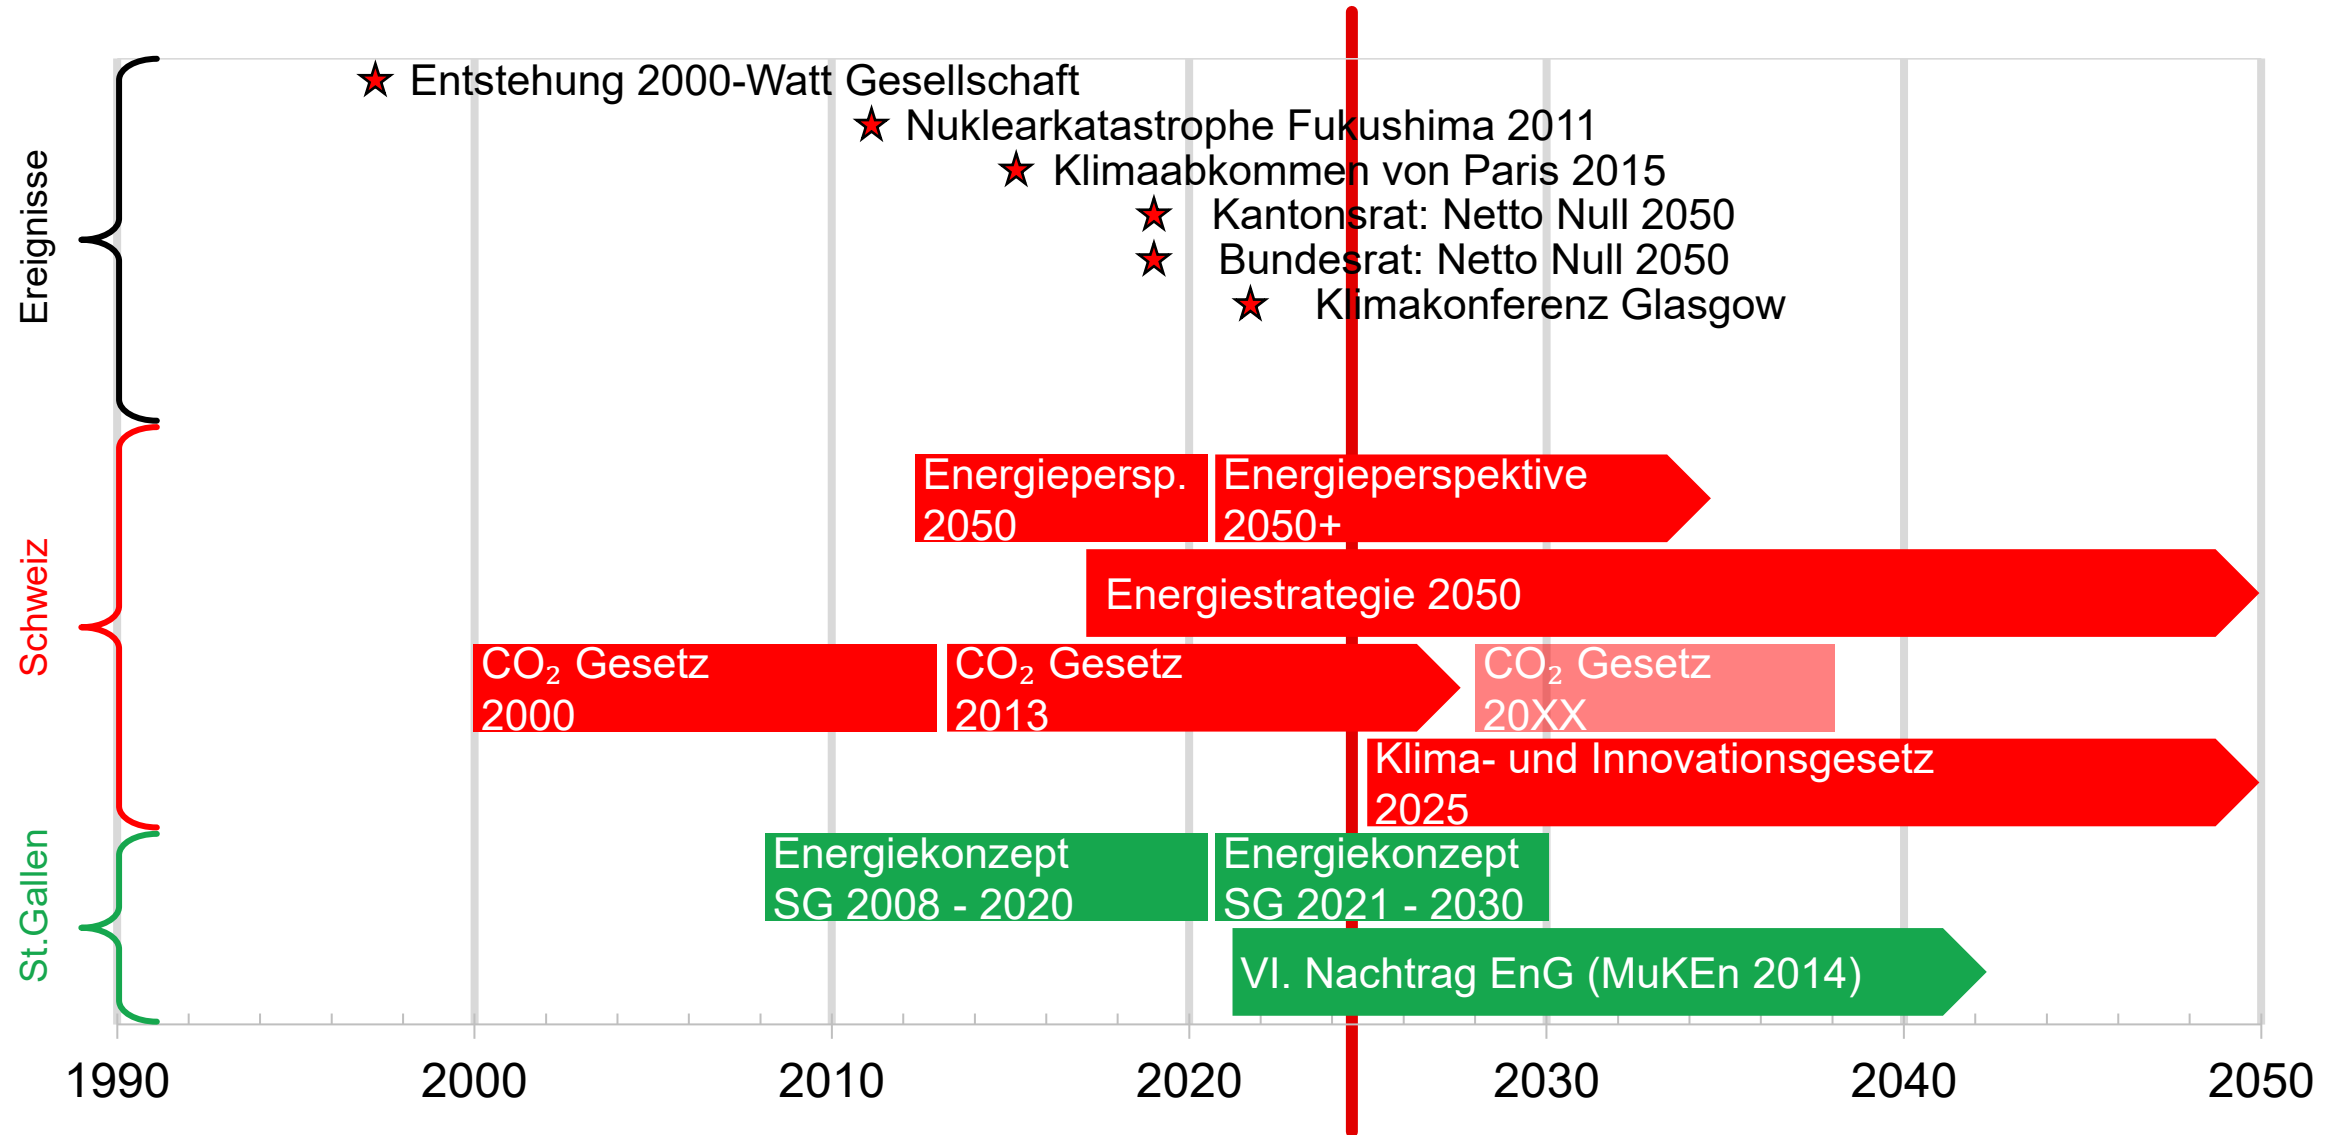 Ereignisse
Entstehung 2000-Watt Gesellschaft
Nuklearkatastrophe Fukushima 2011
Klimaabkommen von Paris 2015
Kantonsrat: Netto Null 2050
Bundesrat: Netto Null 2050
Klimakonferenz Glasgow
Schweiz
Energiepersp.
2050
Energieperspektive
2050+
Energiestrategie 2050
CO₂ Gesetz
2000
CO₂ Gesetz
2013
CO₂ Gesetz
20XX
Klima- und Innovationsgesetz
2025
St.Gallen
Energiekonzept
SG 2008 - 2020
Energiekonzept
SG 2021 - 2030
VI. Nachtrag EnG (MuKEn 2014)
1990 2000 2010 2020 2030 2040 2050